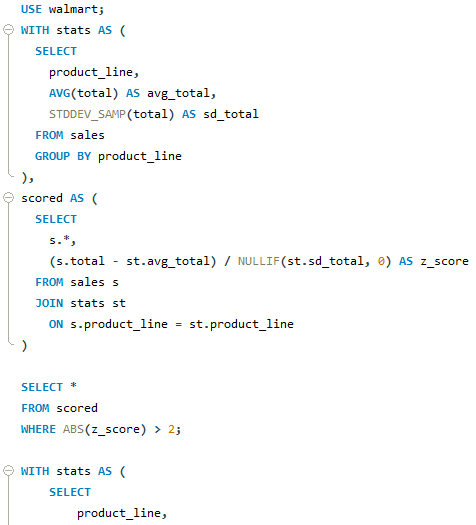 USE walmart;
WITH stats AS (
SELECT
product_line,
AVG(total) AS avg_total,
STDDEV_SAMP(total) AS sd_total
FROM sales
GROUP BY product_line
),
scored AS (
SELECT
s.*,
(s.total - st.avg_total) / NULLIF(st.sd_total, 0) AS z_score
FROM sales s
JOIN stats st
ON s.product_line = st.product_line
)
SELECT *
FROM scored
WHERE ABS(z_score) > 2;
WITH stats AS (
SELECT
product_line,